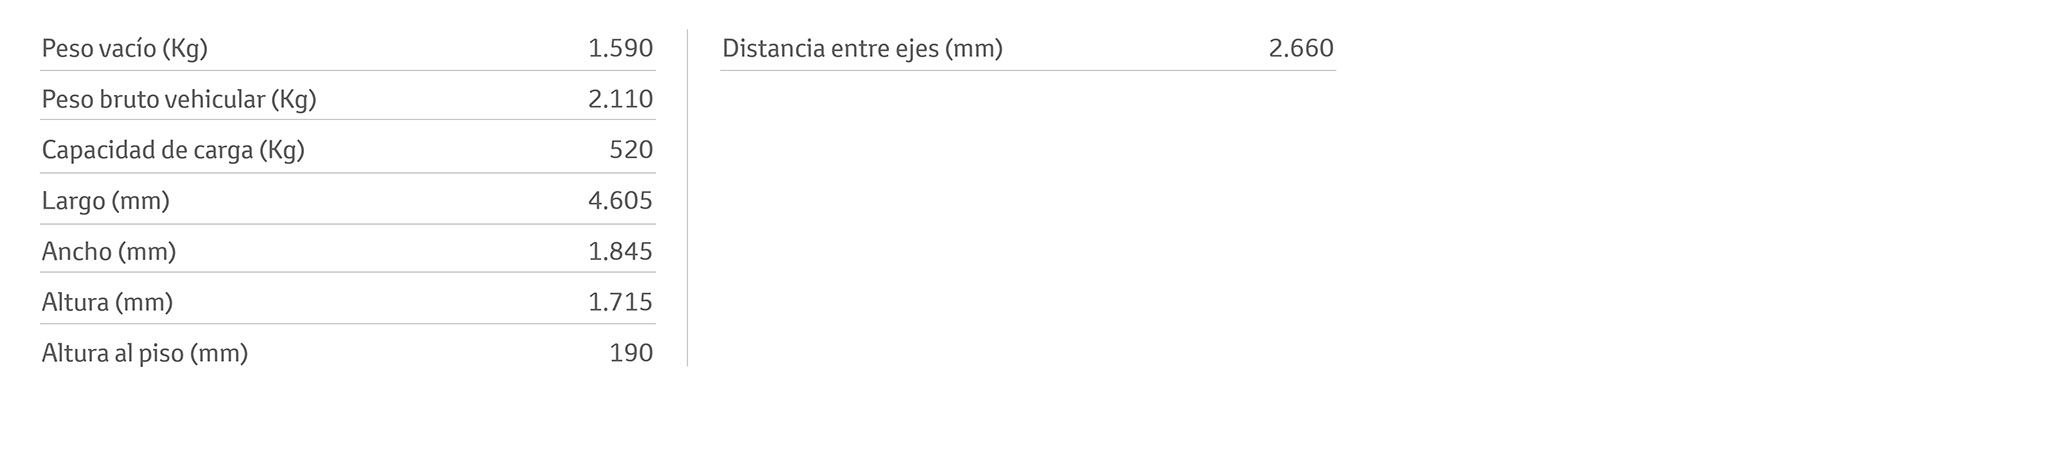 Peso vacío (Kg) 1.590
Peso bruto vehicular (Kg) 2.110
Capacidad de carga (Kg) 520
Largo (mm) 4.605
Ancho (mm) 1.845
Altura (mm) 1.715
Altura al piso (mm) 190
Distancia entre ejes (mm) 2.660